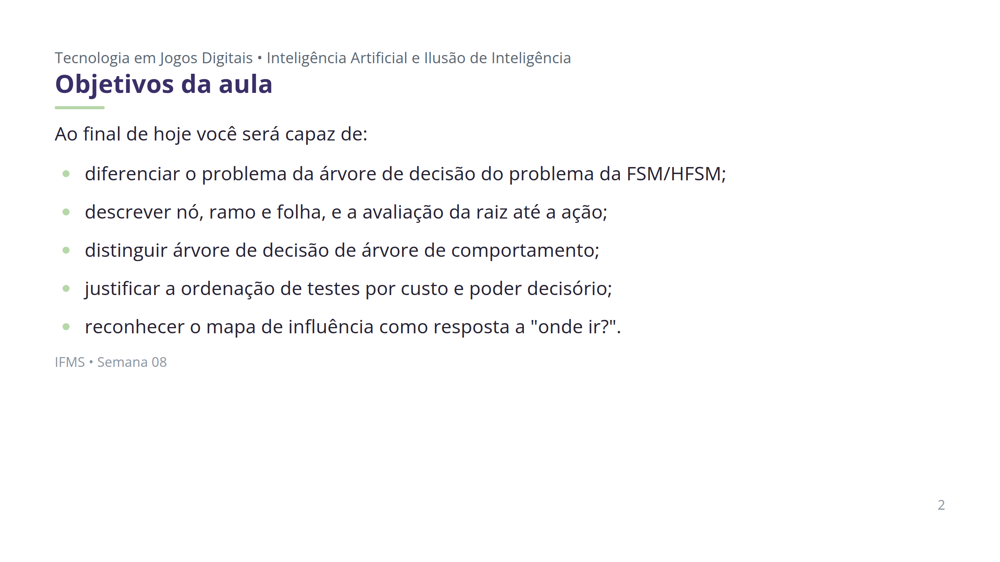 Tecnologia em Jogos Digitais • Inteligência Artificial e Ilusão de Inteligência
Objetivos da aula
Ao final de hoje você será capaz de:
• diferenciar o problema da árvore de decisão do problema da FSM/HFSM;
• descrever nó, ramo e folha, e a avaliação da raiz até a ação;
• distinguir árvore de decisão de árvore de comportamento;
• justificar a ordenação de testes por custo e poder decisório;
• reconhecer o mapa de influência como resposta a "onde ir?".
IFMS • Semana 08
2